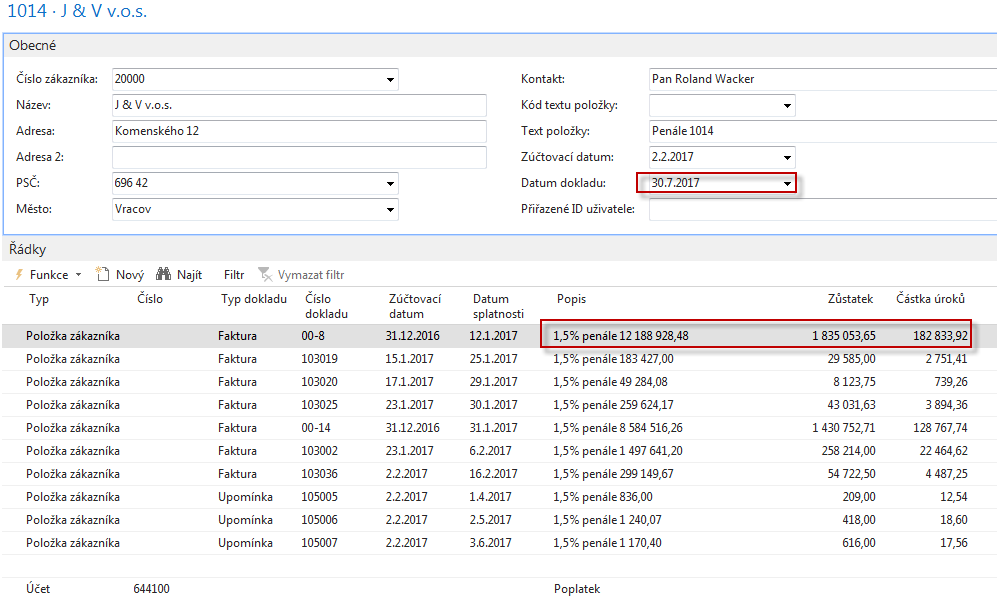 1014 · J & V v.o.s.
Obecné
Číslo zákazníka: 20000 Kontakt: Pan Roland Wacker
Název: J & V v.o.s. Kód textu položky:
Adresa: Komenského 12 Text položky: Penále 1014
Adresa 2: Zúčtovací datum: 2.2.2017
PSČ: 696 42 Datum dokladu: 30.7.2017
Město: Vracov Přiřazené ID uživatele:
Řádky
Funkce Nový Najít Filtr Vymazat filtr
Typ Číslo Typ dokladu Číslo dokladu Zúčtovací datum Datum splatnosti Popis Zůstatek Částka úroků
Položka zákazníka Faktura 00-8 31.12.2016 12.1.2017 1,5% penále 12 188 928,48 1 835 053,65 182 833,92
Položka zákazníka Faktura 103019 15.1.2017 25.1.2017 1,5% penále 183 427,00 29 585,00 2 751,41
Položka zákazníka Faktura 103020 17.1.2017 29.1.2017 1,5% penále 49 284,08 8 123,75 739,26
Položka zákazníka Faktura 103025 23.1.2017 30.1.2017 1,5% penále 259 624,17 43 031,63 3 894,36
Položka zákazníka Faktura 00-14 31.12.2016 31.1.2017 1,5% penále 8 584 516,26 1 430 752,71 128 767,74
Položka zákazníka Faktura 103002 23.1.2017 6.2.2017 1,5% penále 1 497 641,20 258 214,00 22 464,62
Položka zákazníka Faktura 103036 2.2.2017 16.2.2017 1,5% penále 299 149,67 54 722,50 4 487,25
Položka zákazníka Upomínka 105005 2.2.2017 1.4.2017 1,5% penále 836,00 209,00 12,54
Položka zákazníka Upomínka 105006 2.2.2017 2.5.2017 1,5% penále 1 240,07 418,00 18,60
Položka zákazníka Upomínka 105007 2.2.2017 3.6.2017 1,5% penále 1 170,40 616,00 17,56
Účet 644100 Poplatek